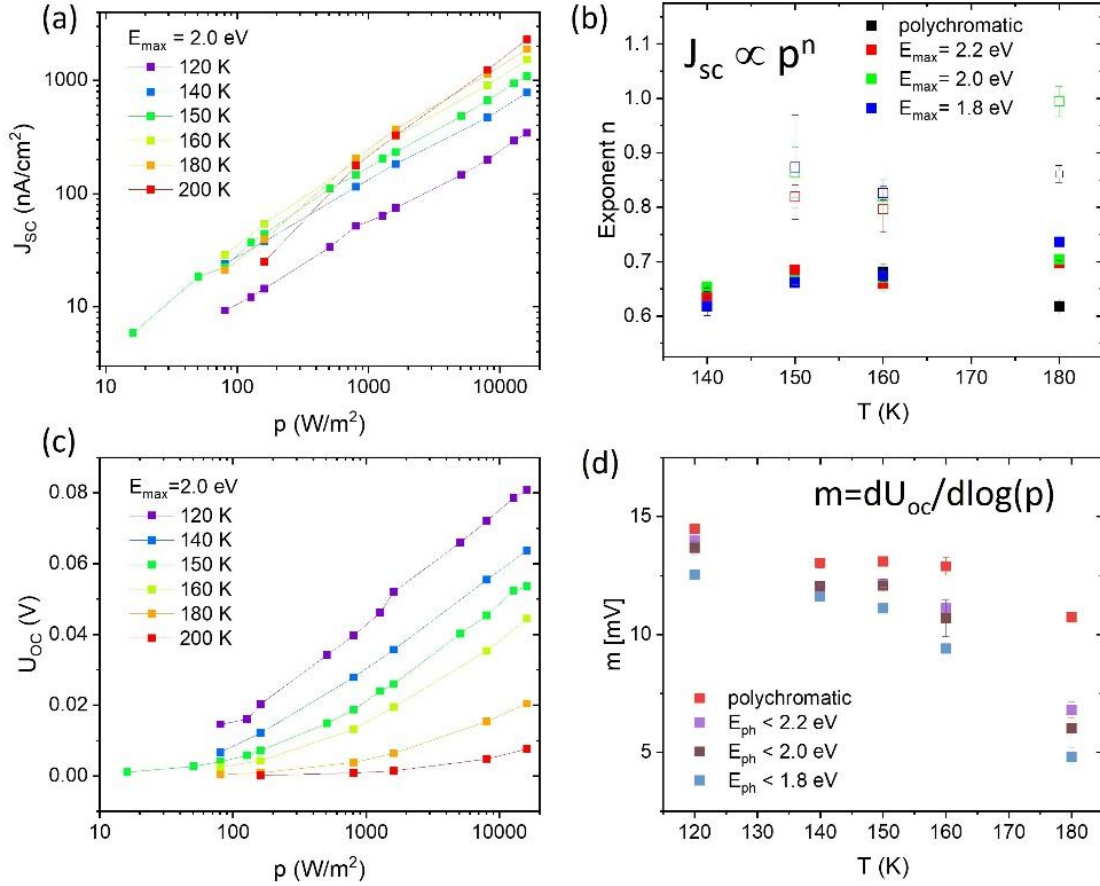 (a)
E_max = 2.0 eV
120 K
140 K
150 K
160 K
180 K
200 K
J_SC (nA/cm²)
1000
100
10
10 100 1000 10000
p (W/m²)
(b)
J_sc ∝ pⁿ
polychromatic
E_max = 2.2 eV
E_max = 2.0 eV
E_max = 1.8 eV
Exponent n
1.1
1.0
0.9
0.8
0.7
0.6
140 150 160 170 180
T (K)
(c)
E_max=2.0 eV
120 K
140 K
150 K
160 K
180 K
200 K
U_OC (V)
0.08
0.06
0.04
0.02
0.00
10 100 1000 10000
p (W/m²)
(d)
m=dU_oc/dlog(p)
m [mV]
15
10
5
polychromatic
E_ph < 2.2 eV
E_ph < 2.0 eV
E_ph < 1.8 eV
120 130 140 150 160 170 180
T (K)